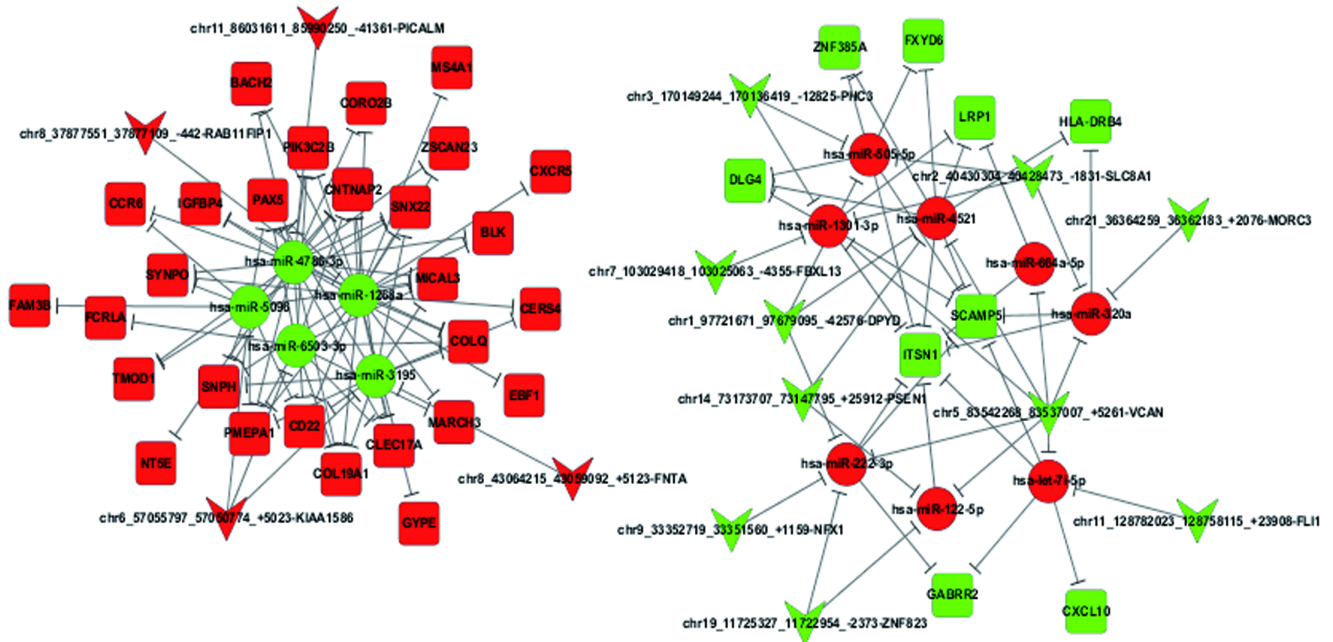 chr11_86031611_85990250_-41361-PICALM
BACH2
MS4A1
CORO2B
chr8_37877551_37877109_-442-RAB11FIP1
PIK3C2B
ZSCAN23
CXCR5
CCR6
IGFBP4
PAX5
CNTNAP2
SNX22
BLK
hsa-miR-4786-3p
SYNPO
MICAL3
hsa-miR-1268a
FAM3B
FCRLA
hsa-miR-5096
CERS4
hsa-miR-6503-3p
COLQ
TMOD1
SNPH
hsa-miR-3195
EBF1
PMEPA1
CD22
MARCH3
CLEC17A
NT5E
COL19A1
chr8_43064215_43059092_+5123-FNTA
chr6_57055797_57050774_+5023-KIAA1586
GYPE
ZNF385A
FXYD6
chr3_170149244_170136419_-12825-PHC3
LRP1
HLA-DRB4
hsa-miR-505-5p
DLG4
chr2_40430304_40428473_-1831-SLC8A1
hsa-miR-1301-3p
hsa-miR-4521
chr21_36364259_36362183_+2076-MORC3
chr7_103029418_103025063_-4355-FBXL13
hsa-miR-664a-5p
chr1_97721671_97679095_-42576-DPYD
SCAMP5
hsa-miR-320a
ITSN1
chr14_73173707_73147795_+25912-PSEN1
chr5_83542268_83537007_+5261-VCAN
hsa-miR-222-3p
hsa-let-7i-5p
hsa-miR-122-5p
chr9_33352719_33351560_+1159-NFX1
chr11_128782023_128758115_+23908-FLI1
GABRR2
CXCL10
chr19_11725327_11722954_-2373-ZNF823